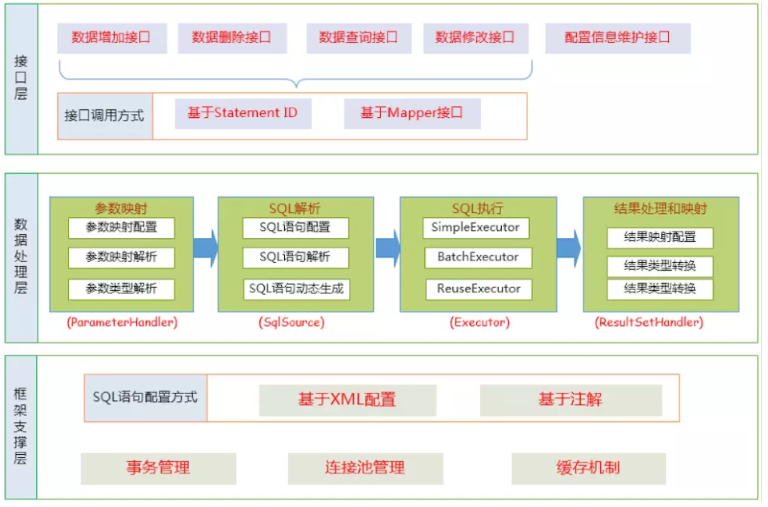 接口层
数据增加接口
数据删除接口
数据查询接口
数据修改接口
配置信息维护接口
接口调用方式
基于Statement ID
基于Mapper接口
数据处理层
参数映射
参数映射配置
参数映射解析
参数类型解析
(ParameterHandler)
SQL解析
SQL语句配置
SQL语句解析
SQL语句动态生成
(SqlSource)
SQL执行
SimpleExecutor
BatchExecutor
ReuseExecutor
(Executor)
结果处理和映射
结果映射配置
结果类型转换
结果类型转换
(ResultSetHandler)
框架支撑层
SQL语句配置方式
基于XML配置
基于注解
事务管理
连接池管理
缓存机制